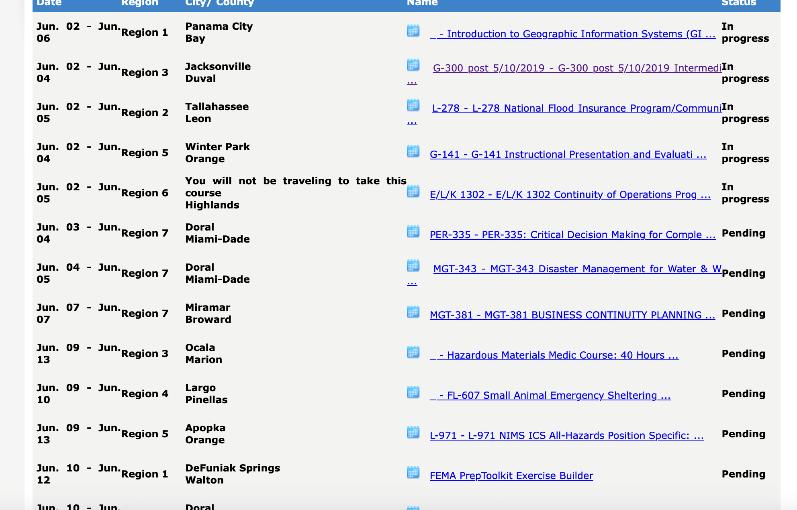 Date Region City/ County Name Status
Jun. 02 - Jun. 06 Region 1 Panama City Bay _ - Introduction to Geographic Information Systems (GI ... In progress
Jun. 02 - Jun. 04 Region 3 Jacksonville Duval G-300 post 5/10/2019 - G-300 post 5/10/2019 Intermedi ... In progress
Jun. 02 - Jun. 05 Region 2 Tallahassee Leon L-278 - L-278 National Flood Insurance Program/Communi ... In progress
Jun. 02 - Jun. 04 Region 5 Winter Park Orange G-141 - G-141 Instructional Presentation and Evaluati ... In progress
Jun. 02 - Jun. 05 Region 6 You will not be traveling to take this course Highlands E/L/K 1302 - E/L/K 1302 Continuity of Operations Prog ... In progress
Jun. 03 - Jun. 04 Region 7 Doral Miami-Dade PER-335 - PER-335: Critical Decision Making for Comple ... Pending
Jun. 04 - Jun. 05 Region 7 Doral Miami-Dade MGT-343 - MGT-343 Disaster Management for Water & W ... Pending
Jun. 07 - Jun. 07 Region 7 Miramar Broward MGT-381 - MGT-381 BUSINESS CONTINUITY PLANNING ... Pending
Jun. 09 - Jun. 13 Region 3 Ocala Marion _ - Hazardous Materials Medic Course: 40 Hours ... Pending
Jun. 09 - Jun. 10 Region 4 Largo Pinellas _ - FL-607 Small Animal Emergency Sheltering ... Pending
Jun. 09 - Jun. 13 Region 5 Apopka Orange L-971 - L-971 NIMS ICS All-Hazards Position Specific: ... Pending
Jun. 10 - Jun. 12 Region 1 DeFuniak Springs Walton FEMA PrepToolkit Exercise Builder Pending
Jun. 10 - Jun. Doral